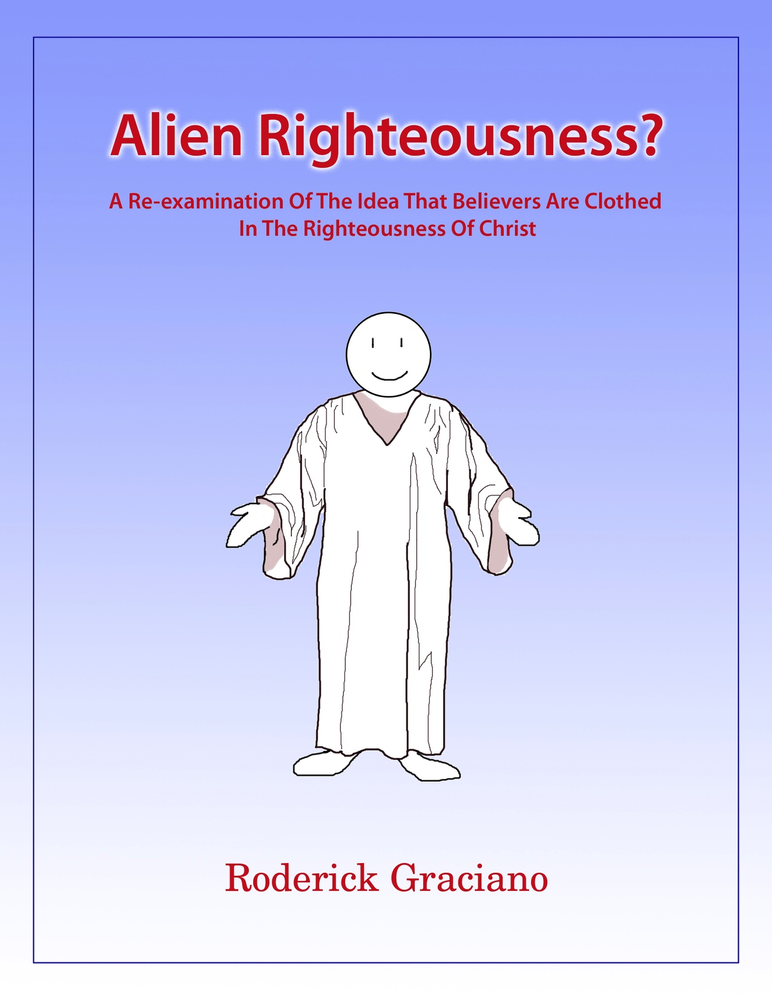 Alien Righteousness?
A Re-examination Of The Idea That Believers Are Clothed
In The Righteousness Of Christ
Roderick Graciano